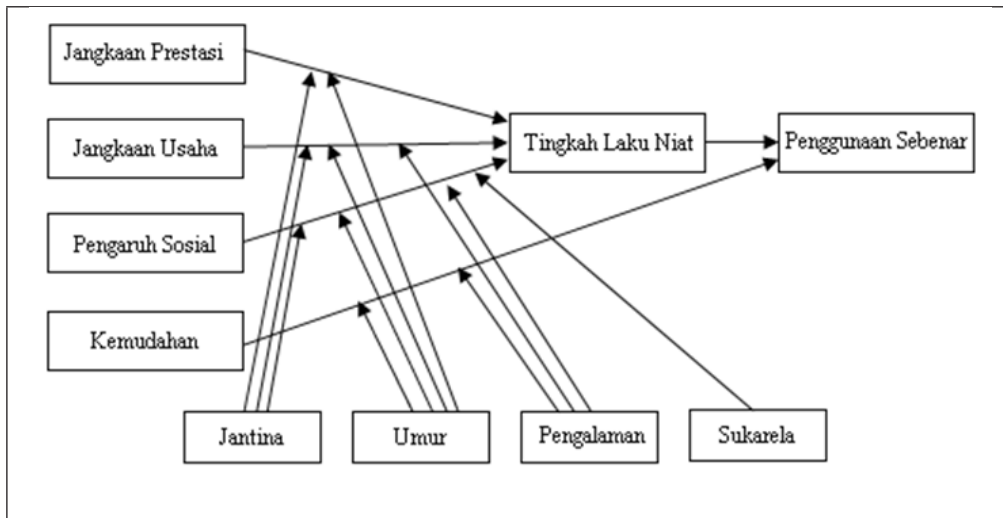 Jangkaan Prestasi
Jangkaan Usaha
Tingkah Laku Niat
Penggunaan Sebenar
Pengaruh Sosial
Kemudahan
Jantina
Umur
Pengalaman
Sukarela